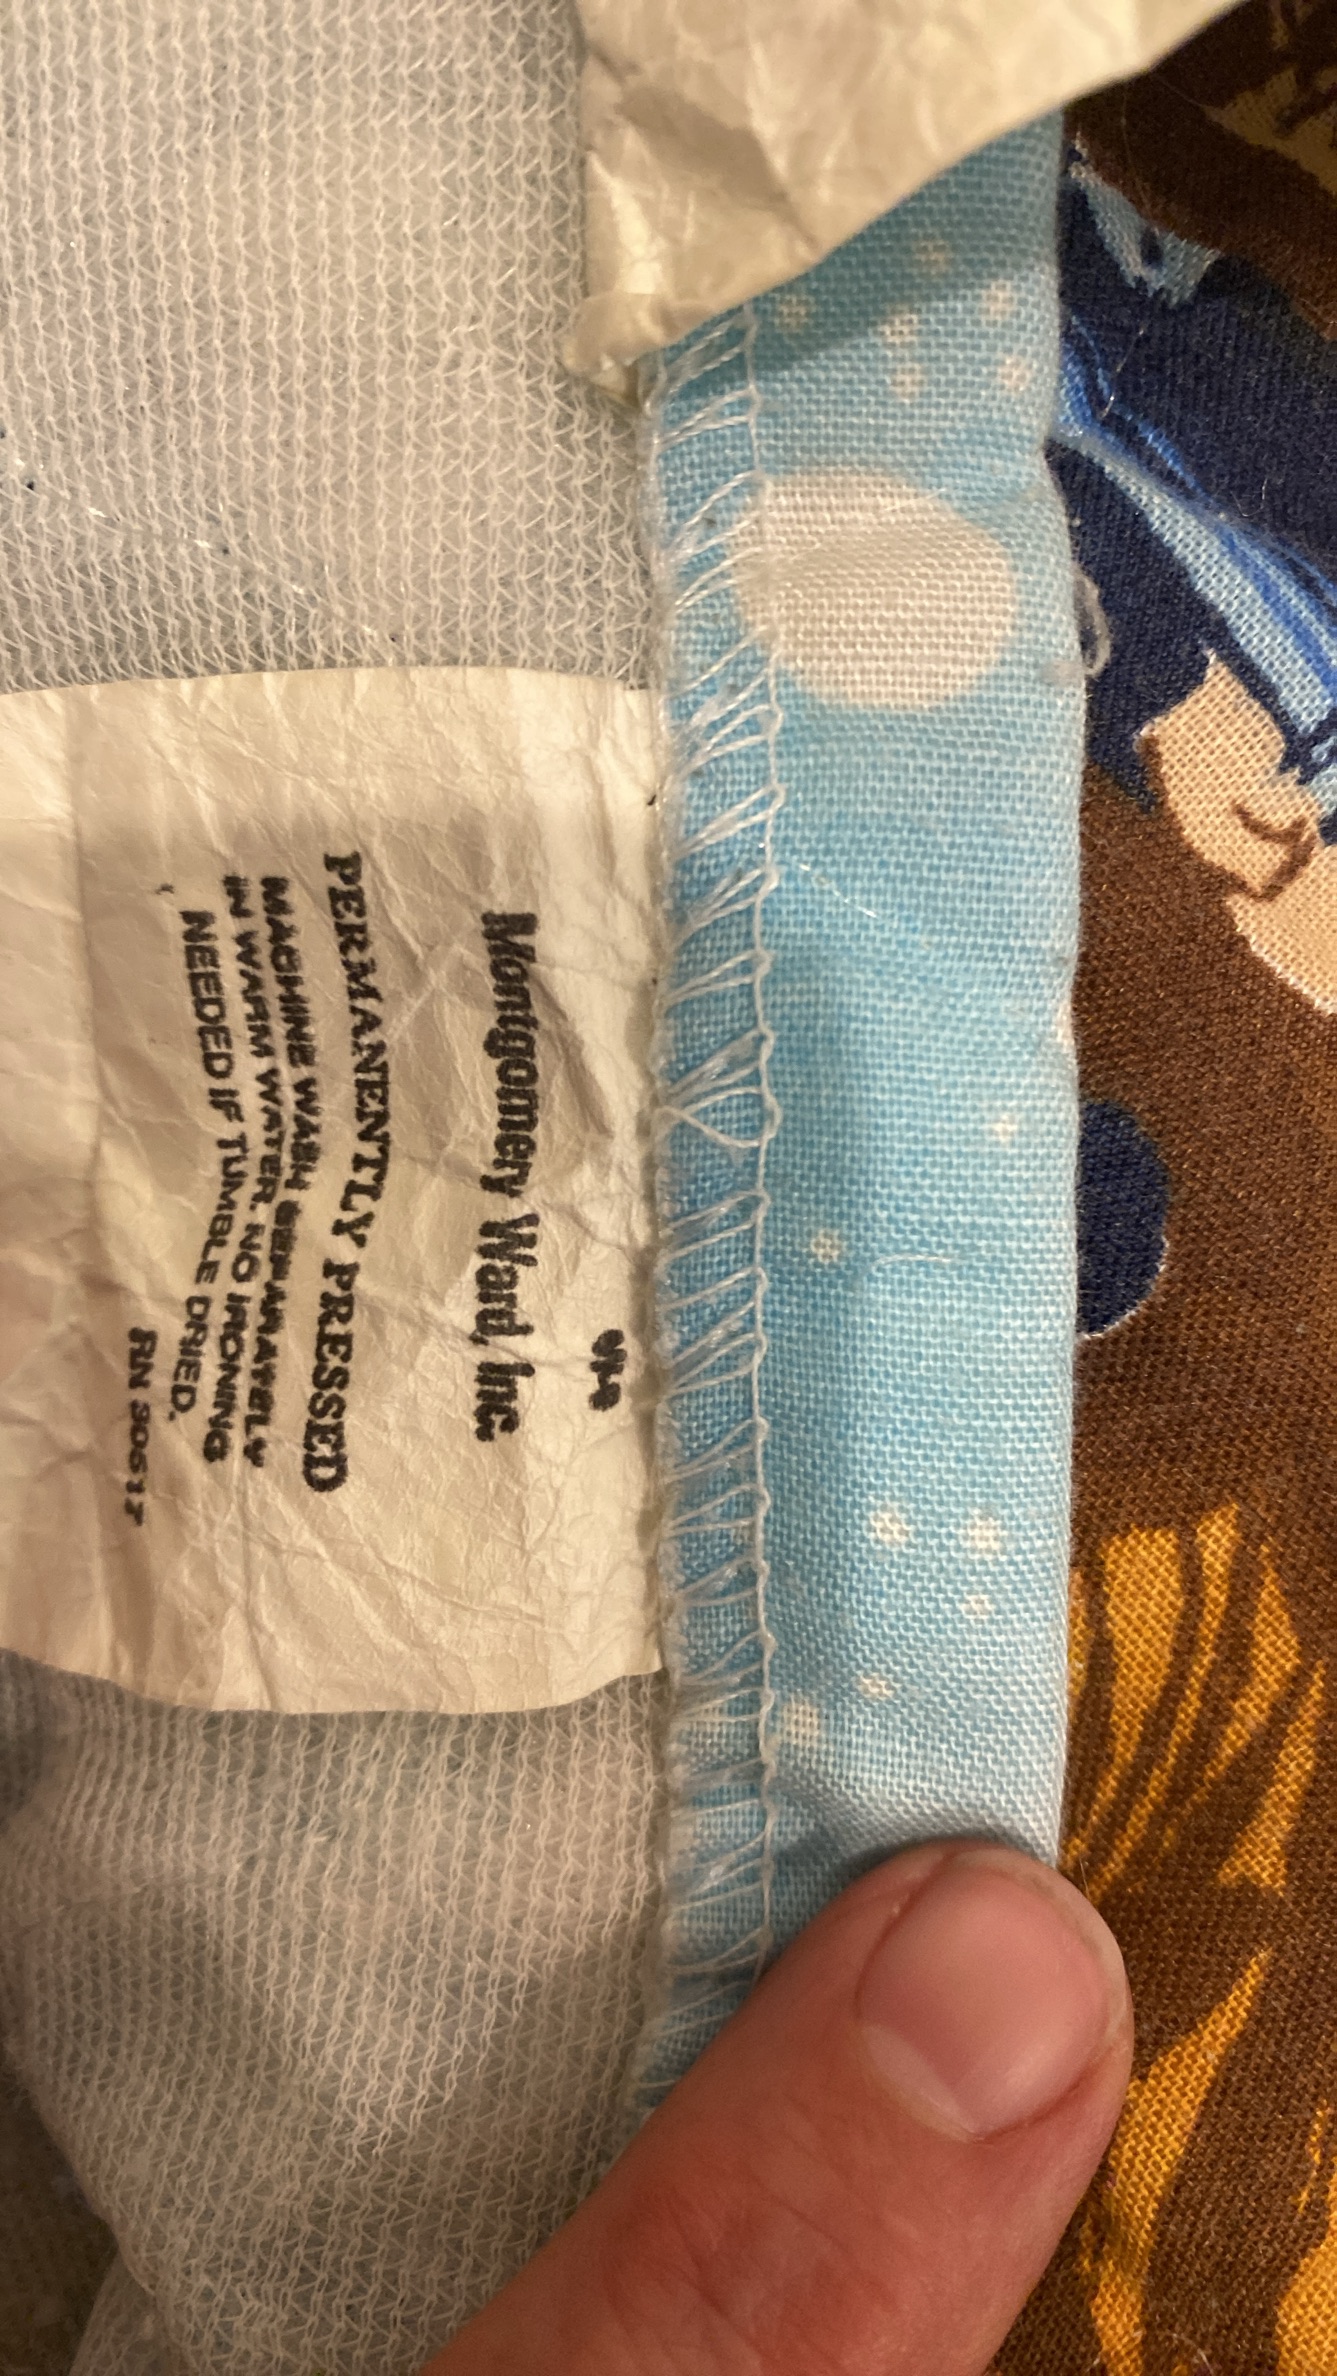 Montgomery Ward, Inc
PERMANENTLY PRESSED
MACHINE WASH SEPARATELY
IN WARM WATER. NO IRONING
NEEDED IF TUMBLE DRIED.
RN 30517